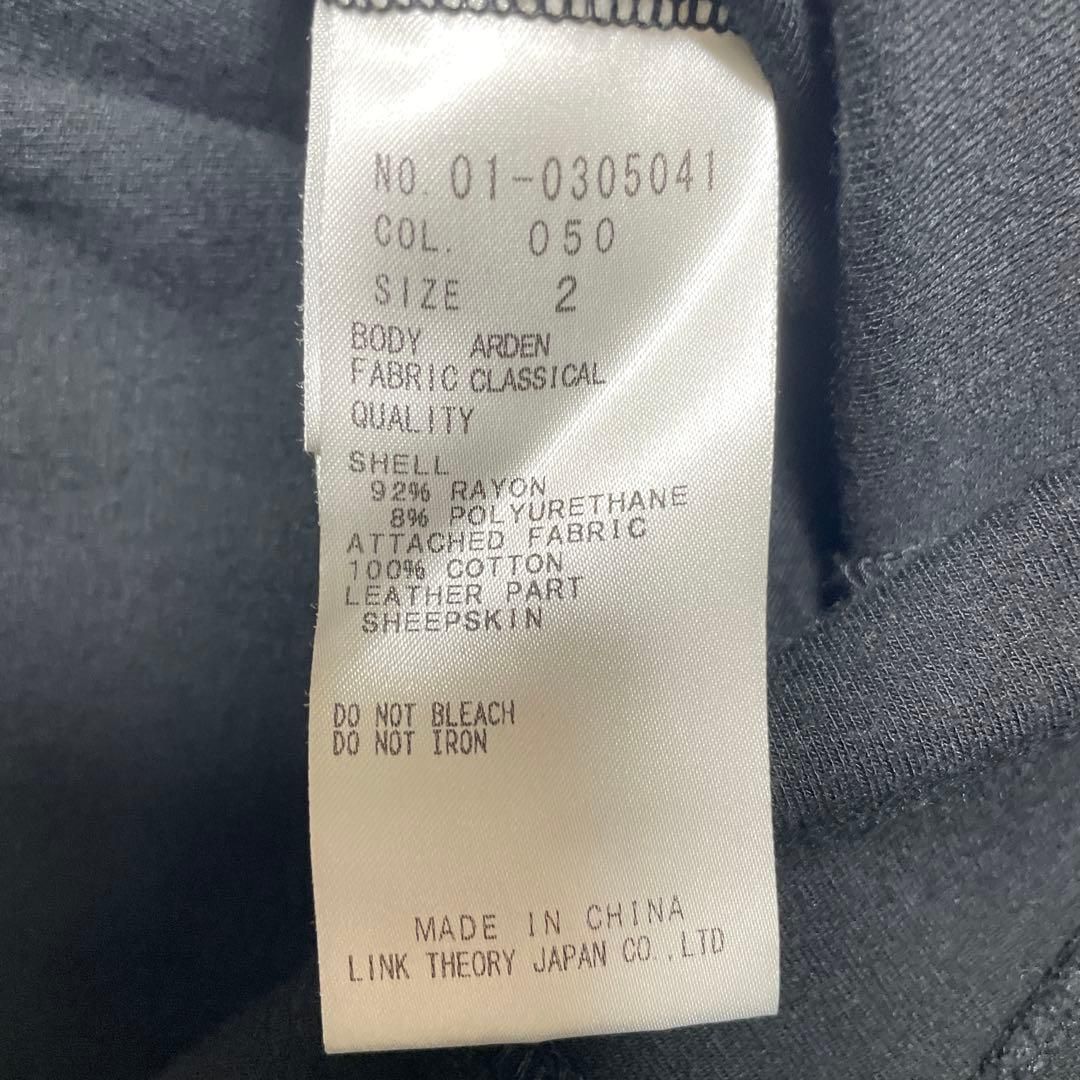 NO. 01-0305041
COL. 050
SIZE 2
BODY ARDEN
FABRIC CLASSICAL
QUALITY
SHELL
92% RAYON
8% POLYURETHANE
ATTACHED FABRIC
100% COTTON
LEATHER PART
SHEEPSKIN
DO NOT BLEACH
DO NOT IRON
MADE IN CHINA
LINK THEORY JAPAN CO.,LTD